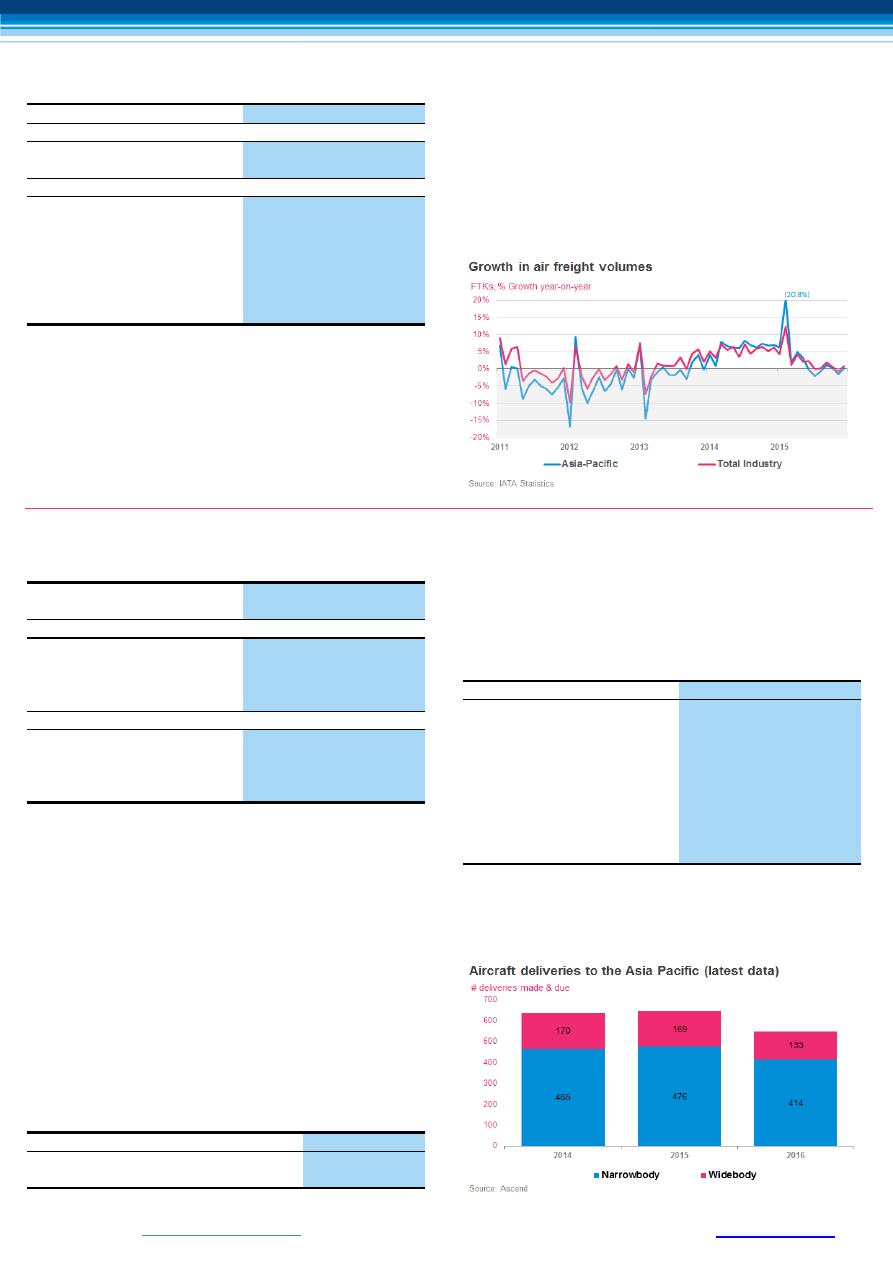 Growth in air freight volumes
FTKs, % Growth year-on-year
(20.8%)
20%
15%
10%
5%
0%
-5%
-10%
-15%
-20%
2011 2012 2013 2014 2015
Asia-Pacific Total Industry
Source: IATA Statistics
Aircraft deliveries to the Asia Pacific (latest data)
# deliveries made & due
700
600
500
400
300
200
100
0
170 169 133
465 476 414
2014 2015 2016
Narrowbody Widebody
Source: Ascend